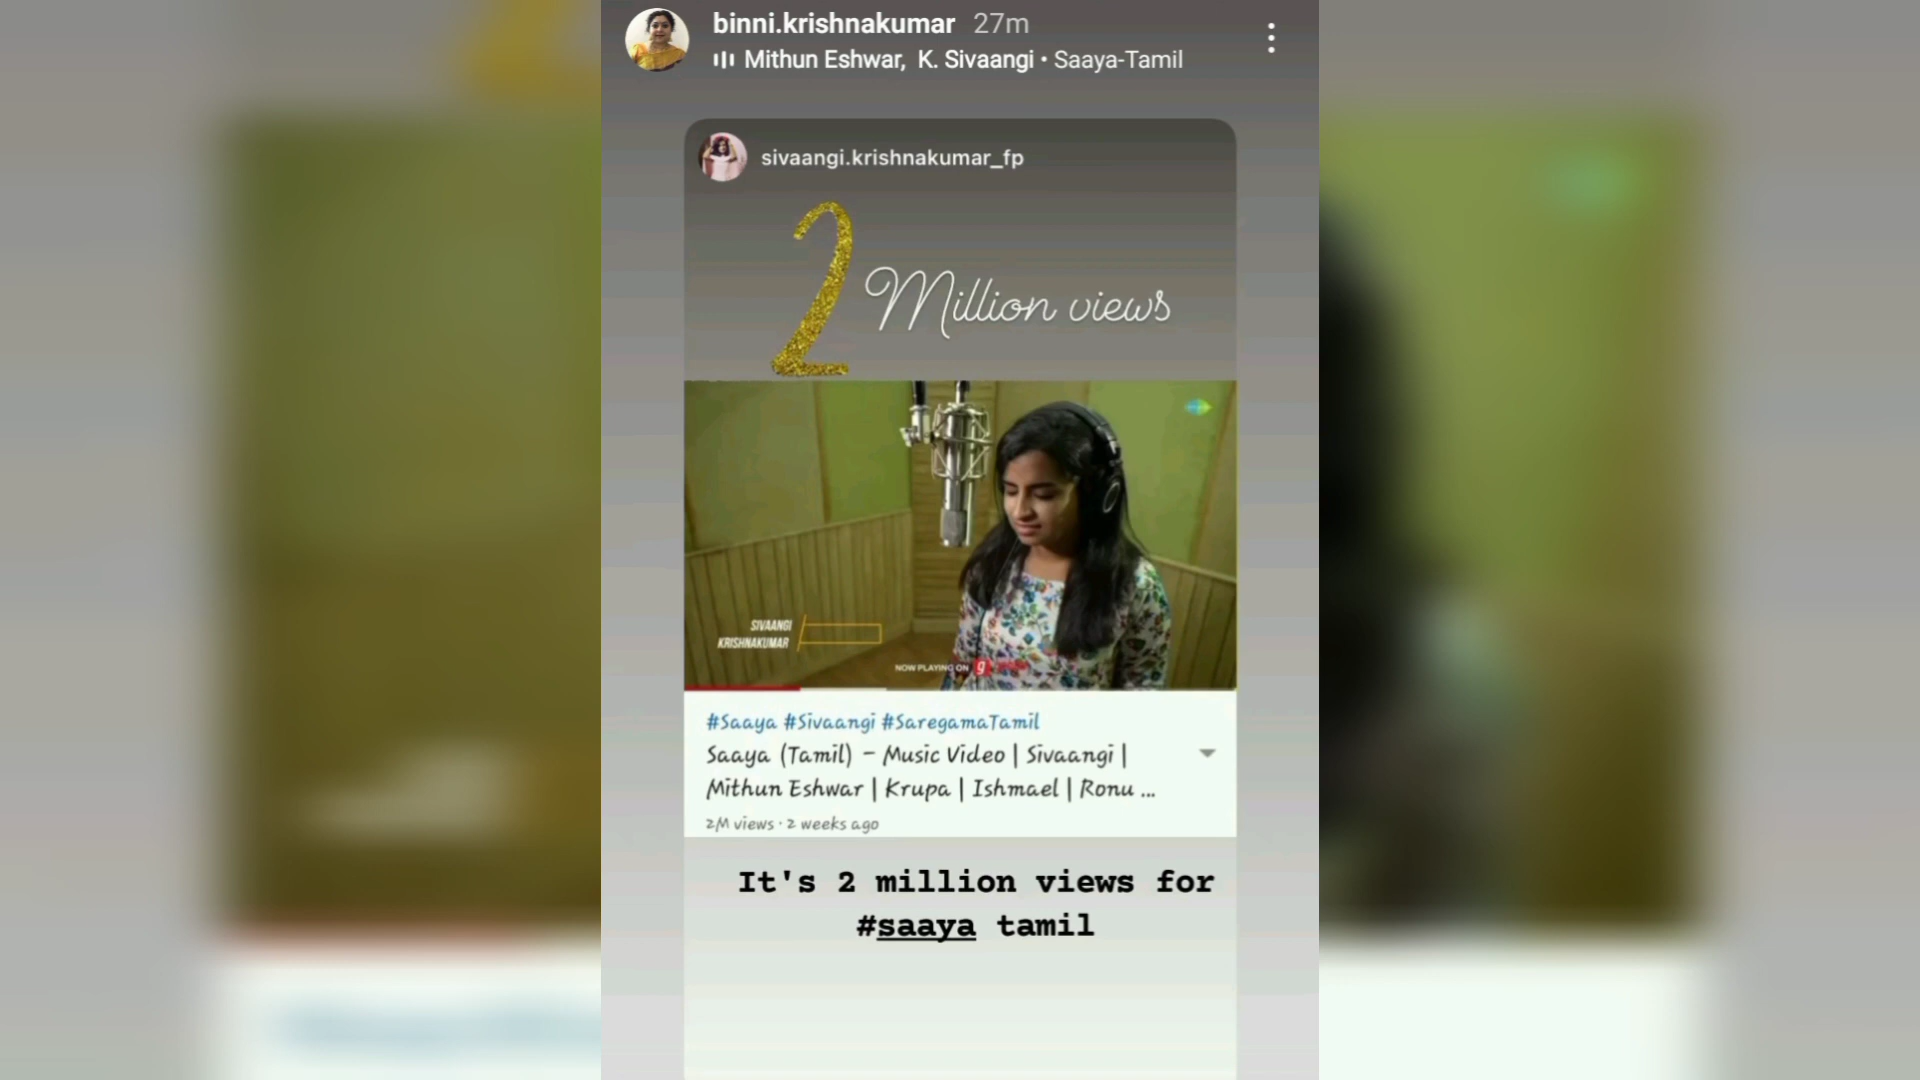 binni.krishnakumar 27m
Mithun Eshwar, K. Sivaangi • Saaya-Tamil
sivaangi.krishnakumar_fp
2 Million views
SIVAANGI
KRISHNAKUMAR
NOW PLAYING ON g
#Saaya #Sivaangi #SaregamaTamil
Saaya (Tamil) - Music Video | Sivaangi |
Mithun Eshwar | Krupa | Ishmael | Ronu ...
2M views · 2 weeks ago
It's 2 million views for
#saaya tamil